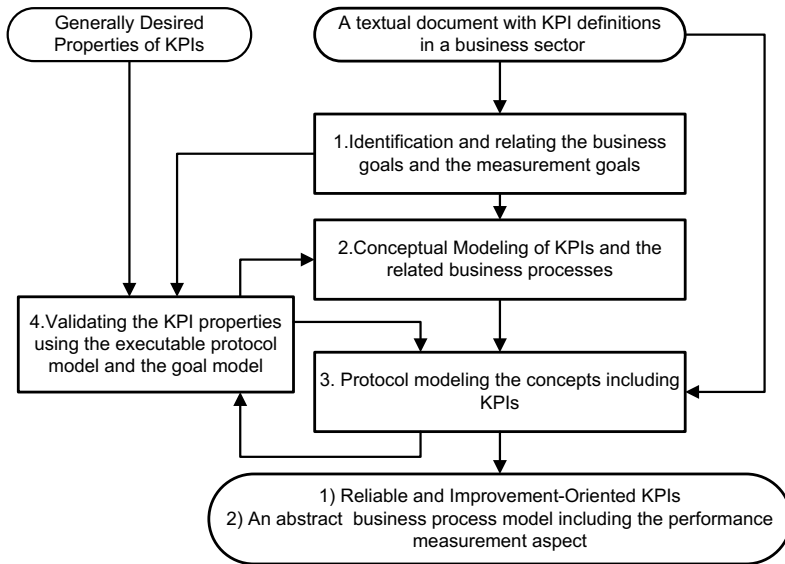 Generally Desired
Properties of KPIs
A textual document with KPI definitions
in a business sector
1.Identification and relating the business
goals and the measurement goals
2.Conceptual Modeling of KPIs and the
related business processes
4.Validating the KPI properties
using the executable protocol
model and the goal model
3. Protocol modeling the concepts including
KPIs
1) Reliable and Improvement-Oriented KPIs
2) An abstract business process model including the performance
measurement aspect